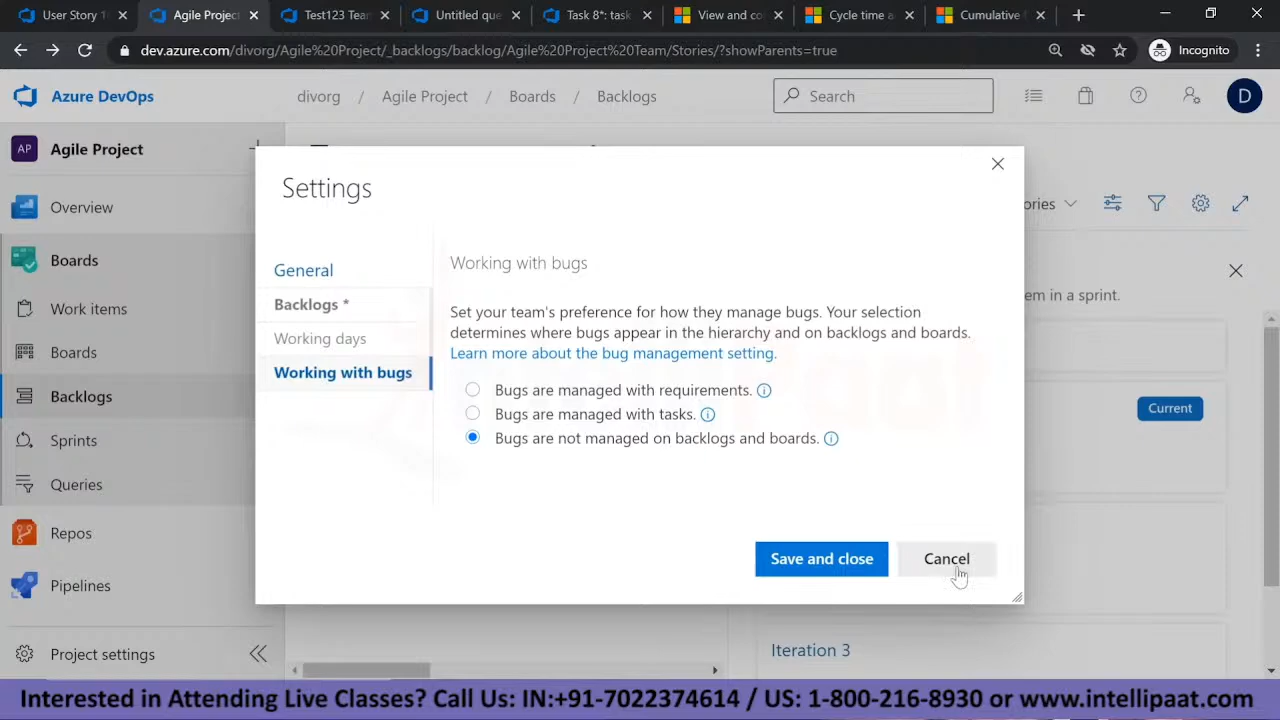 User Story 1
Agile Projec
Test123 Team
Untitled que
Task 8*: task
View and co
Cycle time a
Cumulative
dev.azure.com/divorg/Agile%20Project/_backlogs/backlog/Agile%20Project%20Team/Stories/?showParents=true
Incognito
Azure DevOps
divorg / Agile Project / Boards / Backlogs
Search
D
AP
Agile Project
Overview
Boards
Work items
Boards
Backlogs
Sprints
Queries
Repos
Pipelines
Project settings
ories
em in a sprint.
Current
Iteration 3
Settings
General
Backlogs *
Working days
Working with bugs
Working with bugs
Set your team's preference for how they manage bugs. Your selection
determines where bugs appear in the hierarchy and on backlogs and boards.
Learn more about the bug management setting.
Bugs are managed with requirements.
Bugs are managed with tasks.
Bugs are not managed on backlogs and boards.
Save and close
Cancel
Interested in Attending Live Classes? Call Us: IN:+91-7022374614 / US: 1-800-216-8930 or www.intellipaat.com